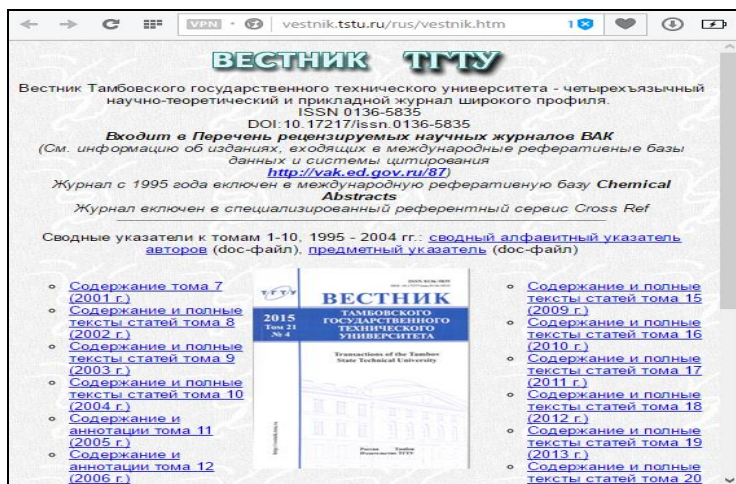 VPN
vestnik.tstu.ru/rus/vestnik.htm
1
ВЕСТНИК ТГТУ
Вестник Тамбовского государственного технического университета - четырехъязычный
научно-теоретический и прикладной журнал широкого профиля.
ISSN 0136-5835
DOI: 10.17217/issn.0136-5835
Входит в Перечень рецензируемых научных журналов ВАК
(См. информацию об изданиях, входящих в международные реферативные базы
данных и системы цитирования
http://vak.ed.gov.ru/87)
Журнал с 1995 года включен в международную реферативную базу Chemical
Abstracts
Журнал включен в специализированный референтный сервис Cross Ref
Сводные указатели к томам 1-10, 1995 - 2004 гг.: сводный алфавитный указатель
авторов (doc-файл), предметный указатель (doc-файл)
Содержание тома 7
(2001 г.)
Содержание и полные
тексты статей тома 8
(2002 г.)
Содержание и полные
тексты статей тома 9
(2003 г.)
Содержание и полные
тексты статей тома 10
(2004 г.)
Содержание и
аннотации тома 11
(2005 г.)
Содержание и
аннотации тома 12
(2006 г.)
ТГТУ
2015
Том 21
№ 4
ISSN 0136-5835
ВЕСТНИК
ТАМБОВСКОГО
ГОСУДАРСТВЕННОГО
ТЕХНИЧЕСКОГО
УНИВЕРСИТЕТА
Transactions of the Tambov
State Technical University
Россия Тамбов
Издательство ТГТУ
Содержание и полные
тексты статей тома 15
(2009 г.)
Содержание и полные
тексты статей тома 16
(2010 г.)
Содержание и полные
тексты статей тома 17
(2011 г.)
Содержание и полные
тексты статей тома 18
(2012 г.)
Содержание и полные
тексты статей тома 19
(2013 г.)
Содержание и полные
тексты статей тома 20